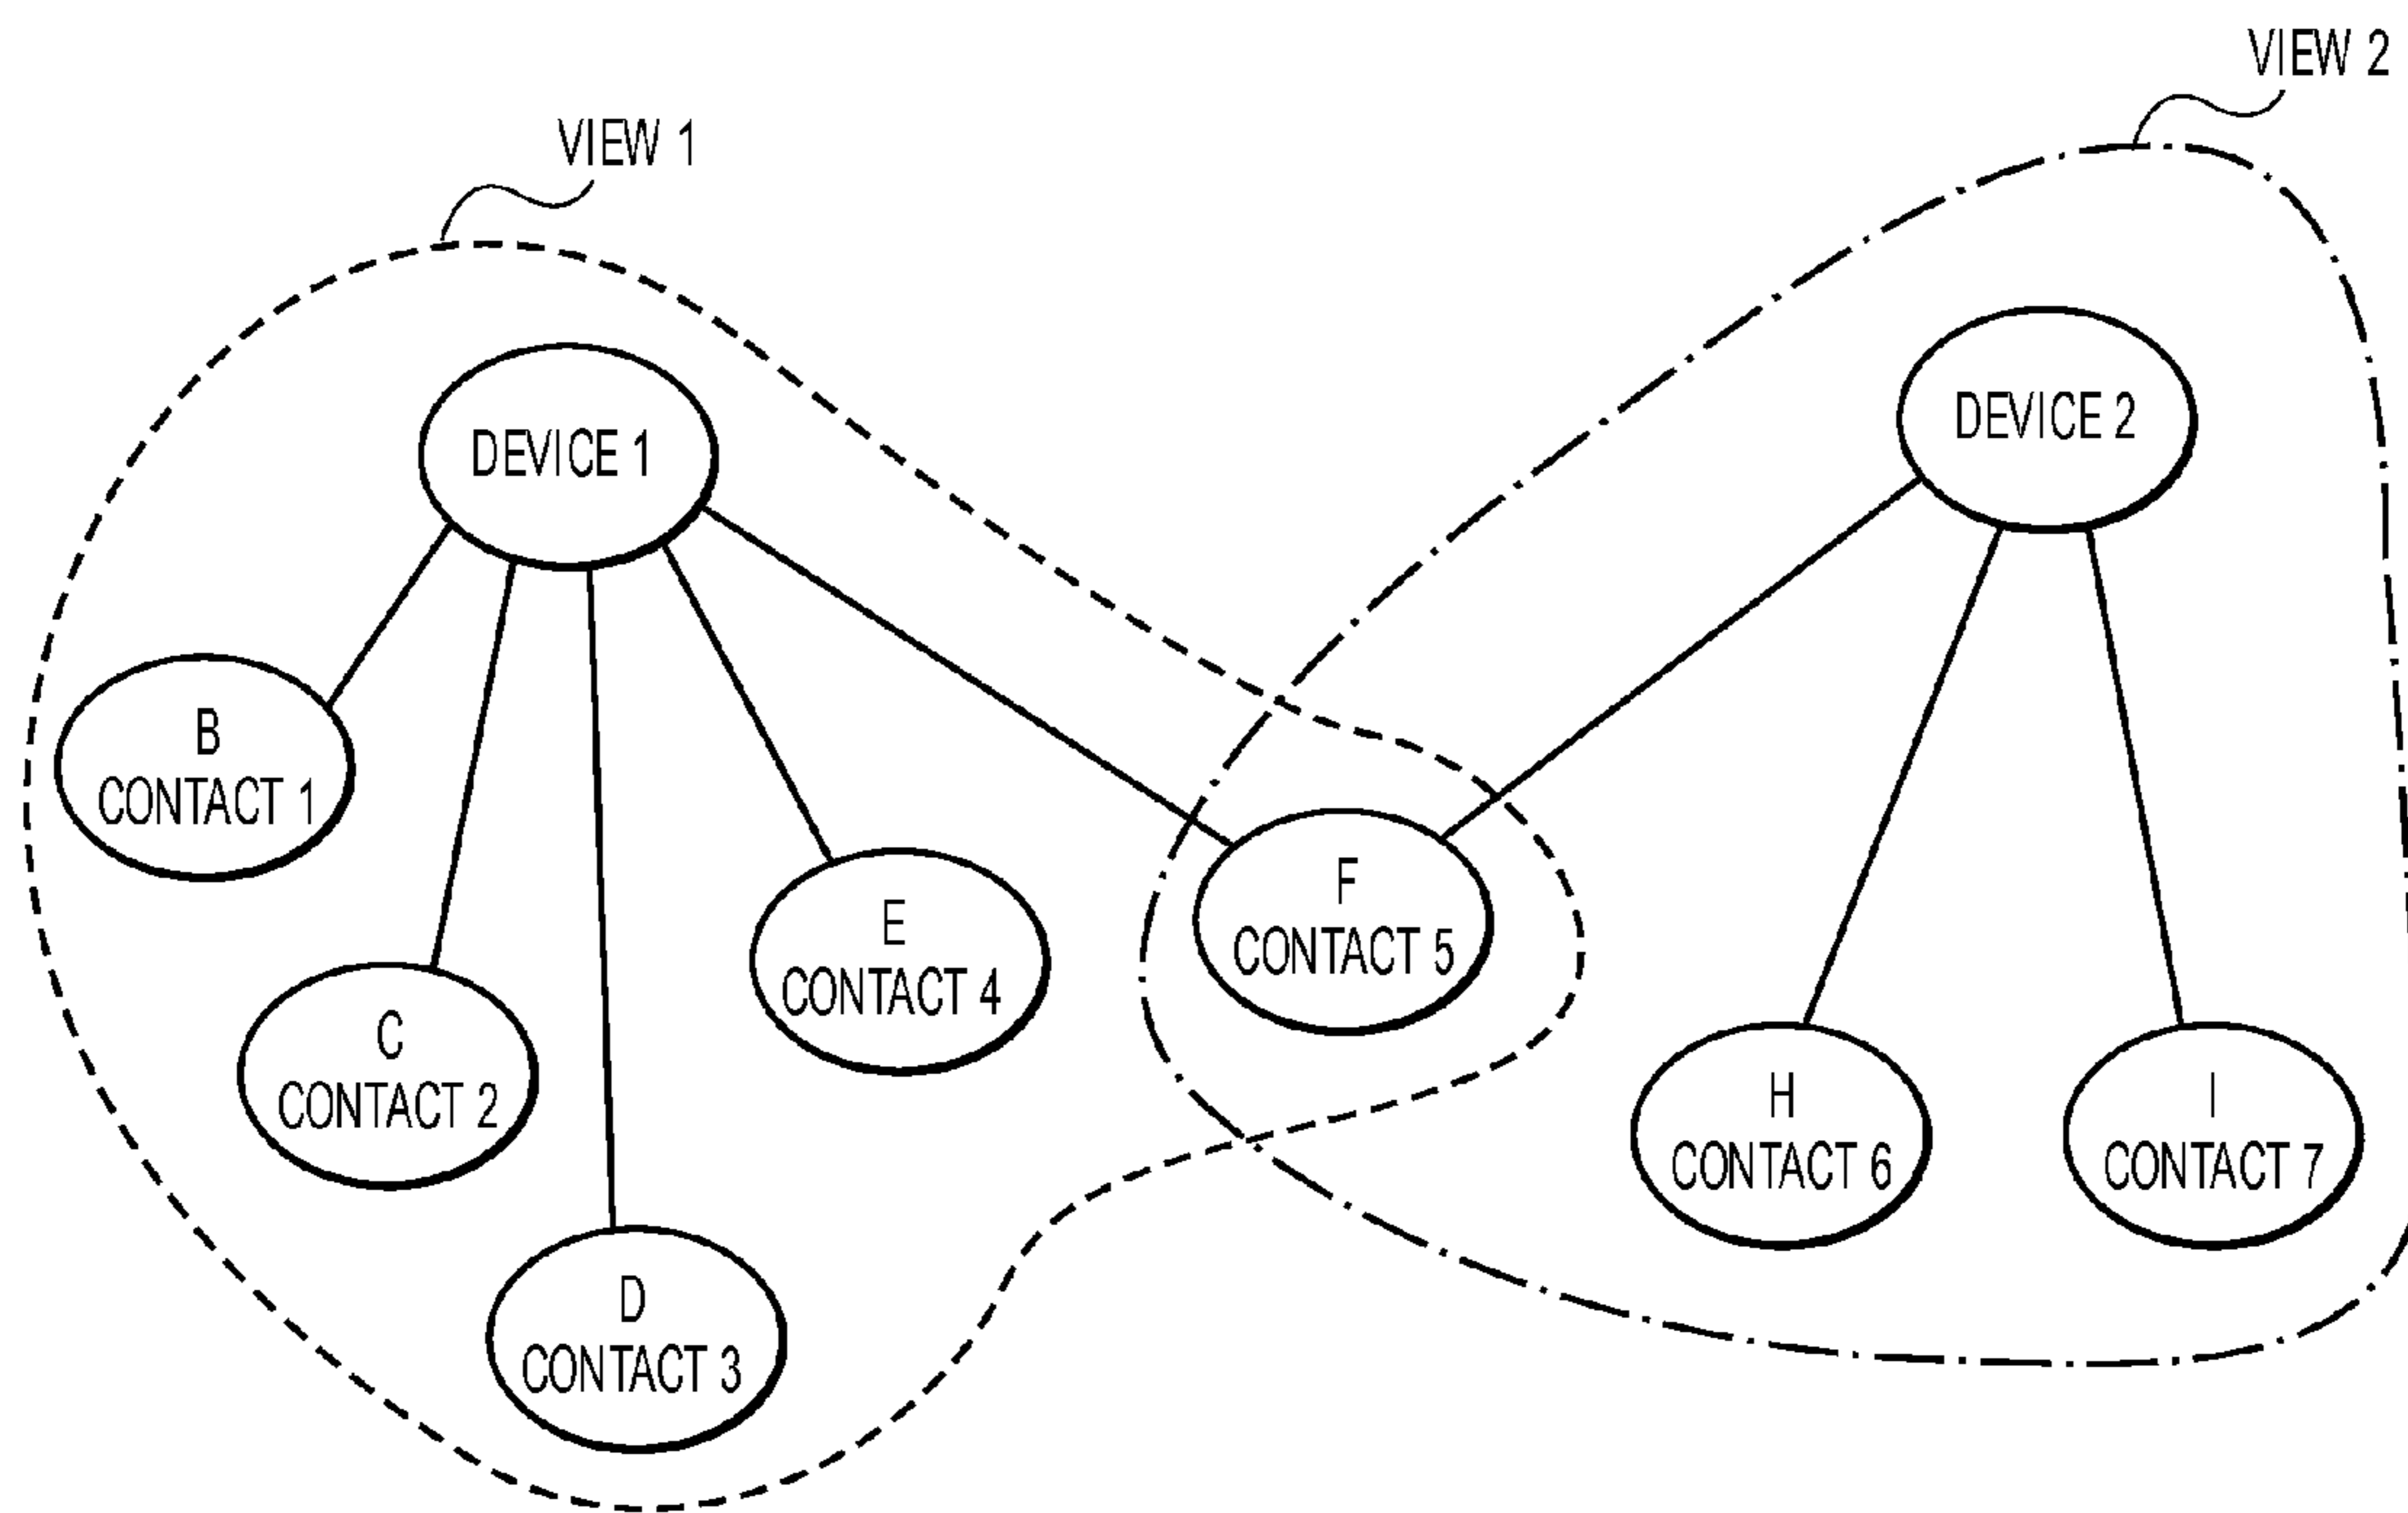 VIEW 2
VIEW 1
DEVICE 2
DEVICE 1
B
CONTACT 1
F
CONTACT 5
E
CONTACT 4
C
CONTACT 2
H
CONTACT 6
I
CONTACT 7
D
CONTACT 3